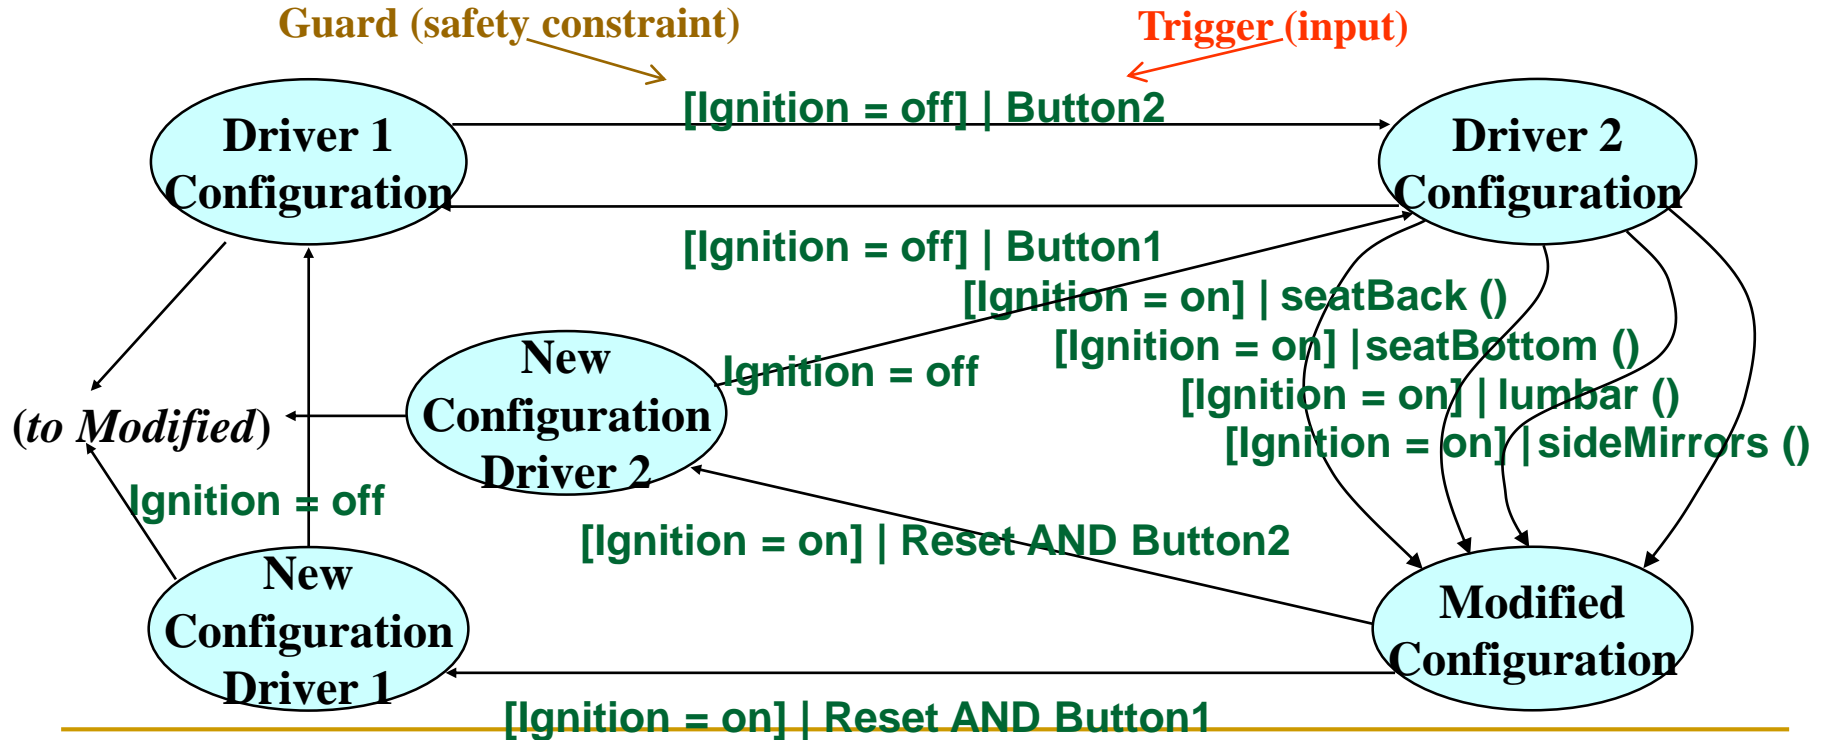 Guard (safety constraint)
Trigger (input)
[Ignition = off] | Button2
Driver 1
Configuration
Driver 2
Configuration
[Ignition = off] | Button1
[Ignition = on] | seatBack ()
[Ignition = on] |seatBottom ()
[Ignition = on] | lumbar ()
[Ignition = on] |sideMirrors ()
New
Configuration
Driver 2
Ignition = off
(to Modified)
Ignition = off
[Ignition = on] | Reset AND Button2
New
Configuration
Driver 1
Modified
Configuration
[Ignition = on] | Reset AND Button1